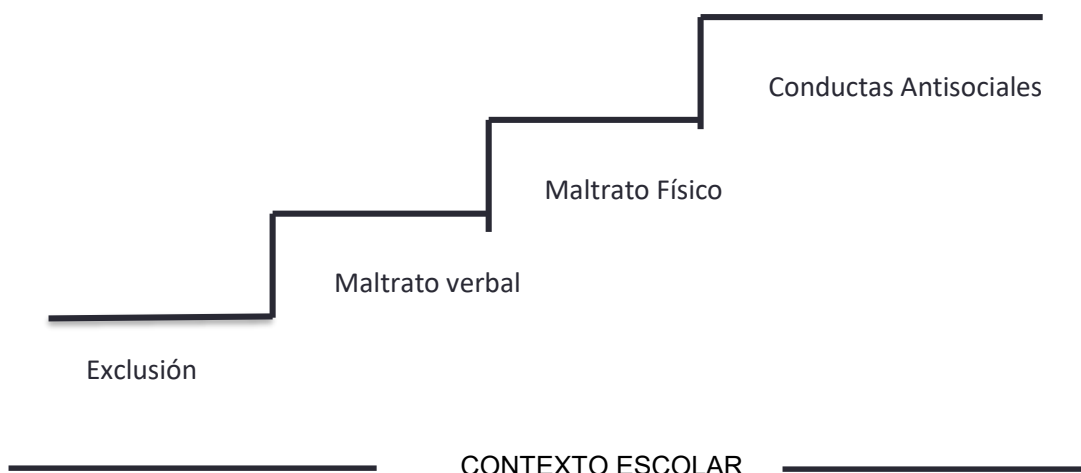 Conductas Antisociales
Maltrato Físico
Maltrato verbal
Exclusión
CONTEXTO ESCOLAR